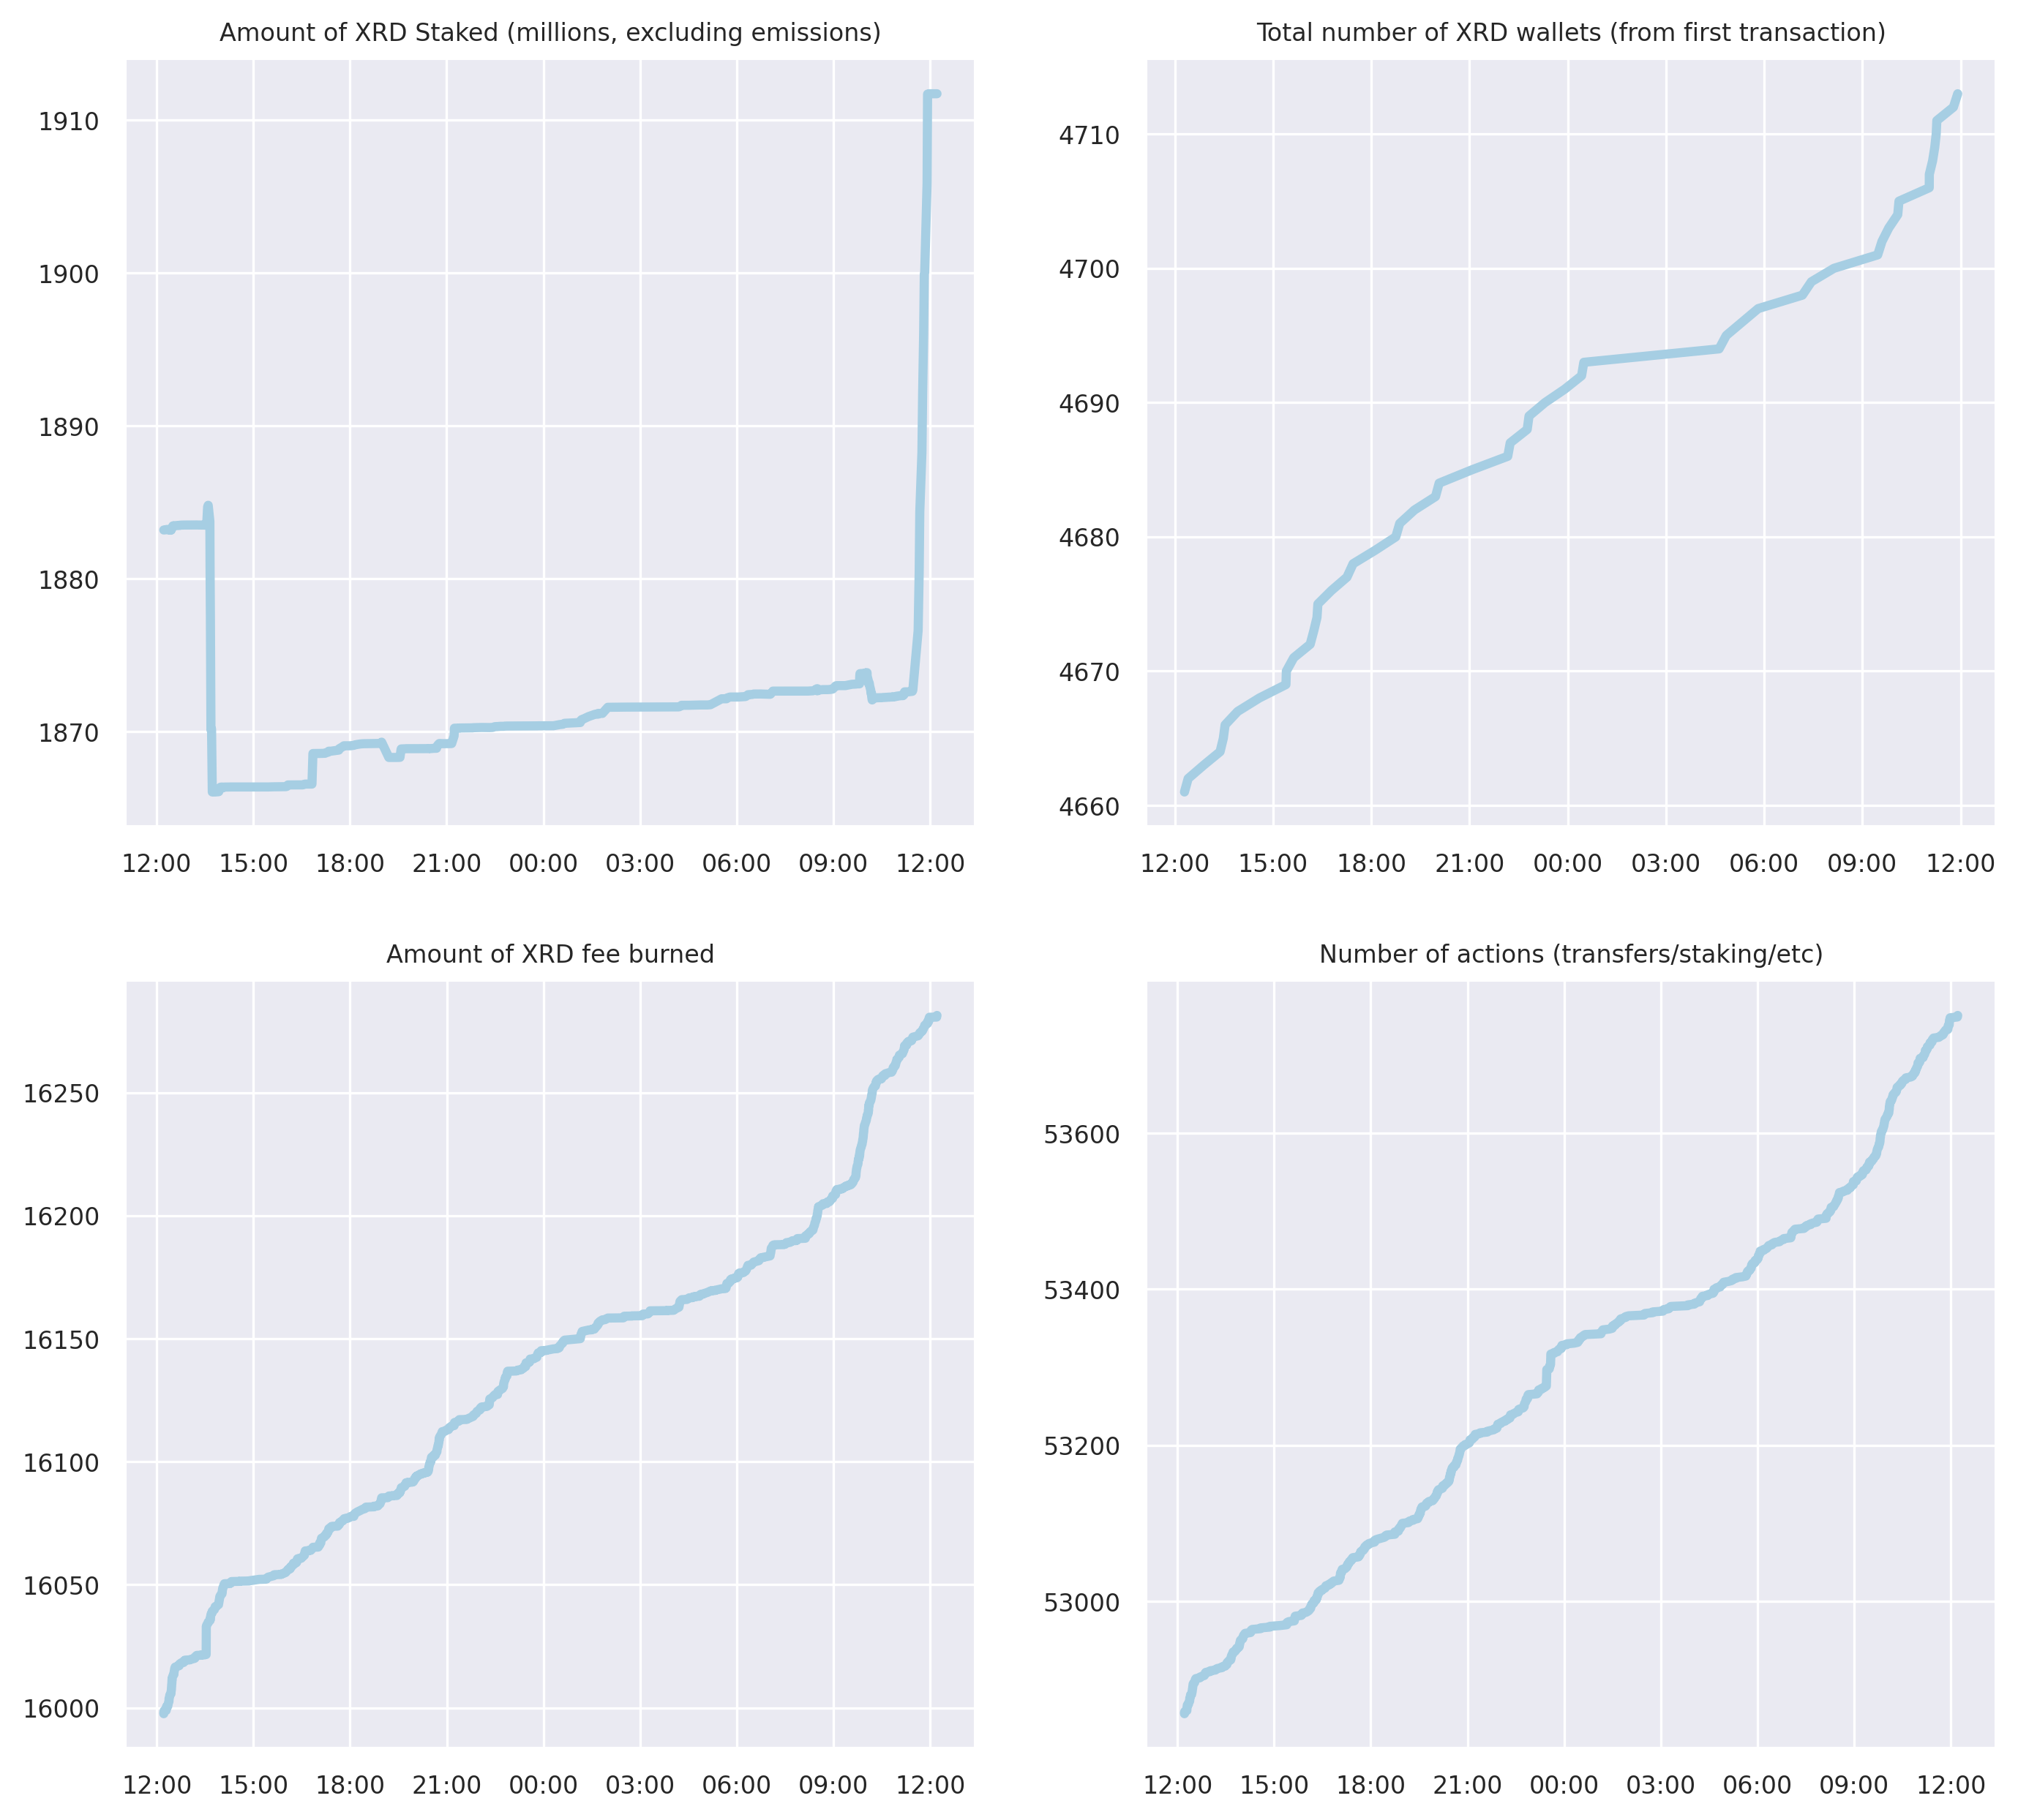 Amount of XRD Staked (millions, excluding emissions)
1910
1900
1890
1880
1870
12:00 15:00 18:00 21:00 00:00 03:00 06:00 09:00 12:00
Total number of XRD wallets (from first transaction)
4710
4700
4690
4680
4670
4660
12:00 15:00 18:00 21:00 00:00 03:00 06:00 09:00 12:00
Amount of XRD fee burned
16250
16200
16150
16100
16050
16000
12:00 15:00 18:00 21:00 00:00 03:00 06:00 09:00 12:00
Number of actions (transfers/staking/etc)
53600
53400
53200
53000
12:00 15:00 18:00 21:00 00:00 03:00 06:00 09:00 12:00